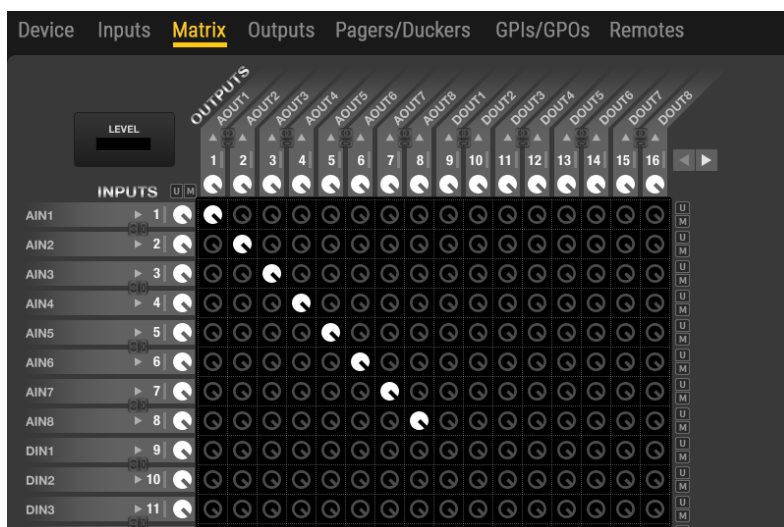 Device Inputs Matrix Outputs Pagers/Duckers GPIs/GPOs Remotes
OUTPUTS
AOUT1 AOUT2 AOUT3 AOUT4 AOUT5 AOUT6 AOUT7 AOUT8 DOUT1 DOUT2 DOUT3 DOUT4 DOUT5 DOUT6 DOUT7 DOUT8
LEVEL
1 2 3 4 5 6 7 8 9 10 11 12 13 14 15 16
INPUTS U M
AIN1 1 U M
AIN2 2 U M
AIN3 3 U M
AIN4 4 U M
AIN5 5 U M
AIN6 6 U M
AIN7 7 U M
AIN8 8 U M
DIN1 9 U M
DIN2 10 U M
DIN3 11 U M